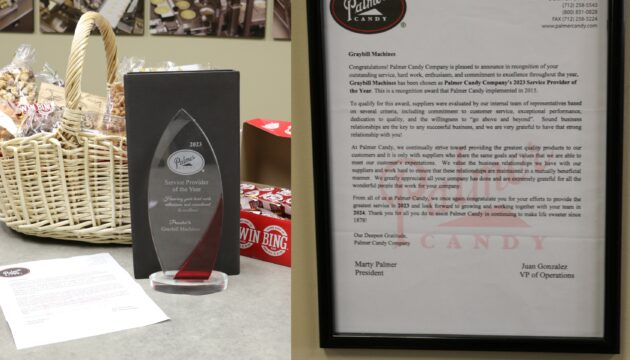 2023
Palmer
CANDY
Service Provider
of the Year
Honoring your hard work
Presented to
Graybill Machines
TWIN BING
TWIN BING
Palmer
CANDY
(712) 258-5543
(800) 831-0828
FAX (712) 258-3224
palmercandy.com
Graybill Machines
Congratulations! Palmer Candy Company is pleased to announce in recognition of your
outstanding service, hard work, enthusiasm, and commitment to excellence throughout the year,
Graybill Machines has been chosen as Palmer Candy Company's 2023 Service Provider of
the Year. This is a recognition award that Palmer Candy implemented in 2015.
To qualify for this award, suppliers were evaluated by our internal team of representatives based
on several criteria, including commitment to customer service, exceptional performance,
dedication to quality, and the willingness to "go above and beyond". Sound business
relationships are the key to any successful business, and we are very grateful to have that strong
relationship with you!
At Palmer Candy, we continually strive toward providing the greatest quality products to our
customers and it is only with suppliers who share the same goals and values that we are able to
meet our customer's expectations. We value the business relationships we have with our
suppliers and work hard to ensure that these relationships are maintained in a mutually beneficial
manner. We greatly appreciate all your company has done and are extremely grateful for all the
wonderful people that work for your company.
From all of us at Palmer Candy, we once again congratulate you for your efforts to provide the
greatest service in 2023 and look forward to growing and working together with your team in
2024. Thank you for all you do to assist Palmer Candy in continuing to make life sweeter since
1878!
CANDY
Our Deepest Gratitude,
Palmer Candy Company
Marty Palmer
President
Juan Gonzalez
VP of Operations